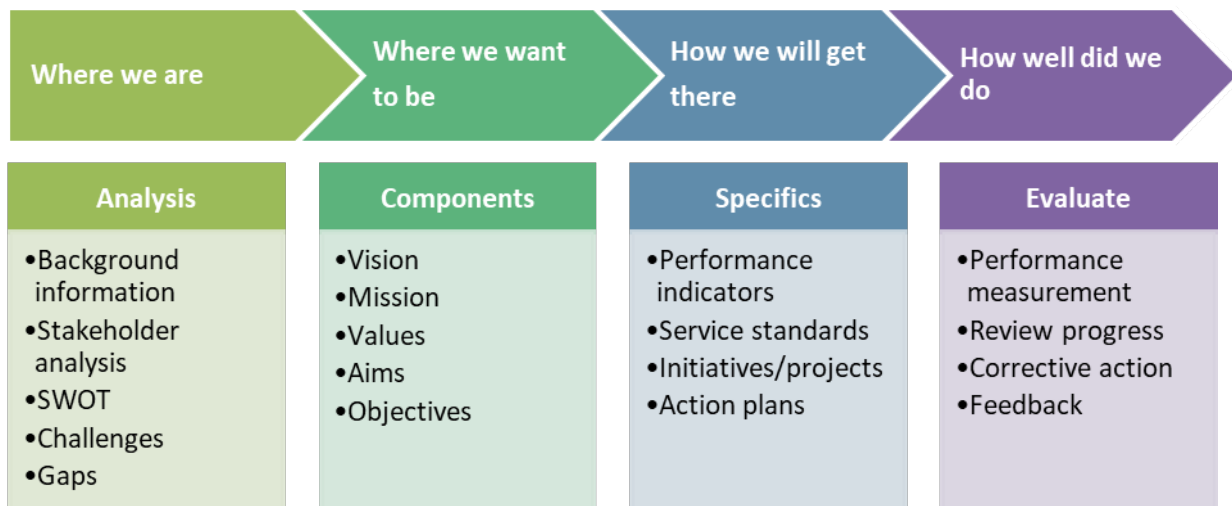 Where we are
Where we want
to be
How we will get
there
How well did we
do
Analysis
•Background
information
•Stakeholder
analysis
•SWOT
•Challenges
•Gaps
Components
•Vision
•Mission
•Values
•Aims
•Objectives
Specifics
•Performance
indicators
•Service standards
•Initiatives/projects
•Action plans
Evaluate
•Performance
measurement
•Review progress
•Corrective action
•Feedback